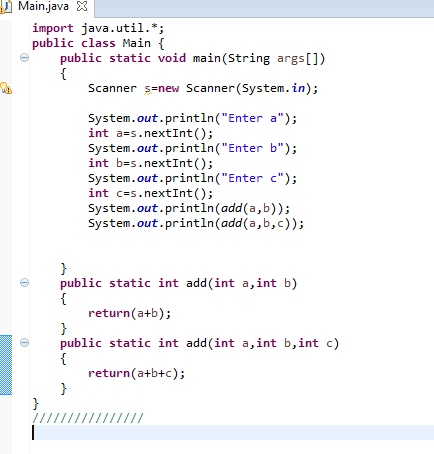 Main.java
import java.util.*;
public class Main {
public static void main(String args[])
{
Scanner s=new Scanner(System.in);
System.out.println("Enter a");
int a=s.nextInt();
System.out.println("Enter b");
int b=s.nextInt();
System.out.println("Enter c");
int c=s.nextInt();
System.out.println(add(a,b));
System.out.println(add(a,b,c));
}
public static int add(int a,int b)
{
return(a+b);
}
public static int add(int a,int b,int c)
{
return(a+b+c);
}
}
////////////////